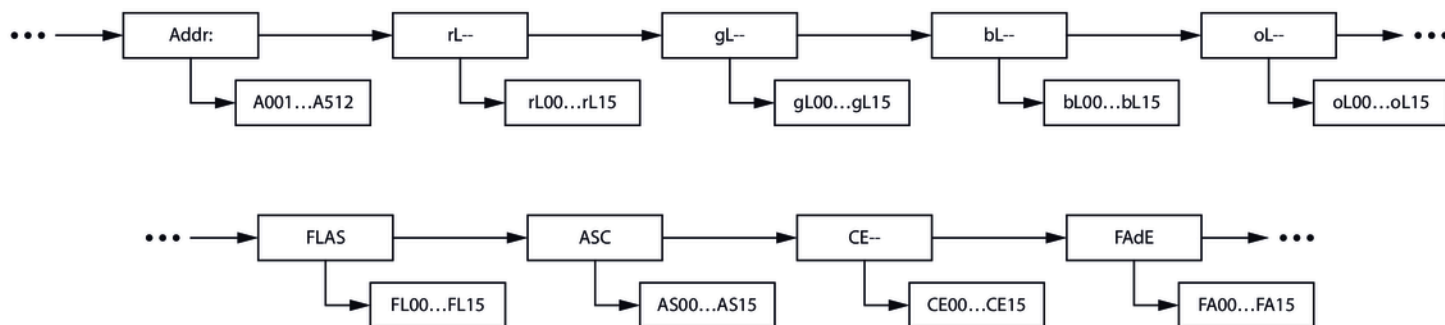 ••• Addr: rL-- gL-- bL-- oL-- •••
A001...A512 rL00...rL15 gL00...gL15 bL00...bL15 oL00...oL15
••• FLAS ASC CE-- FAdE •••
FL00...FL15 AS00...AS15 CE00...CE15 FA00...FA15